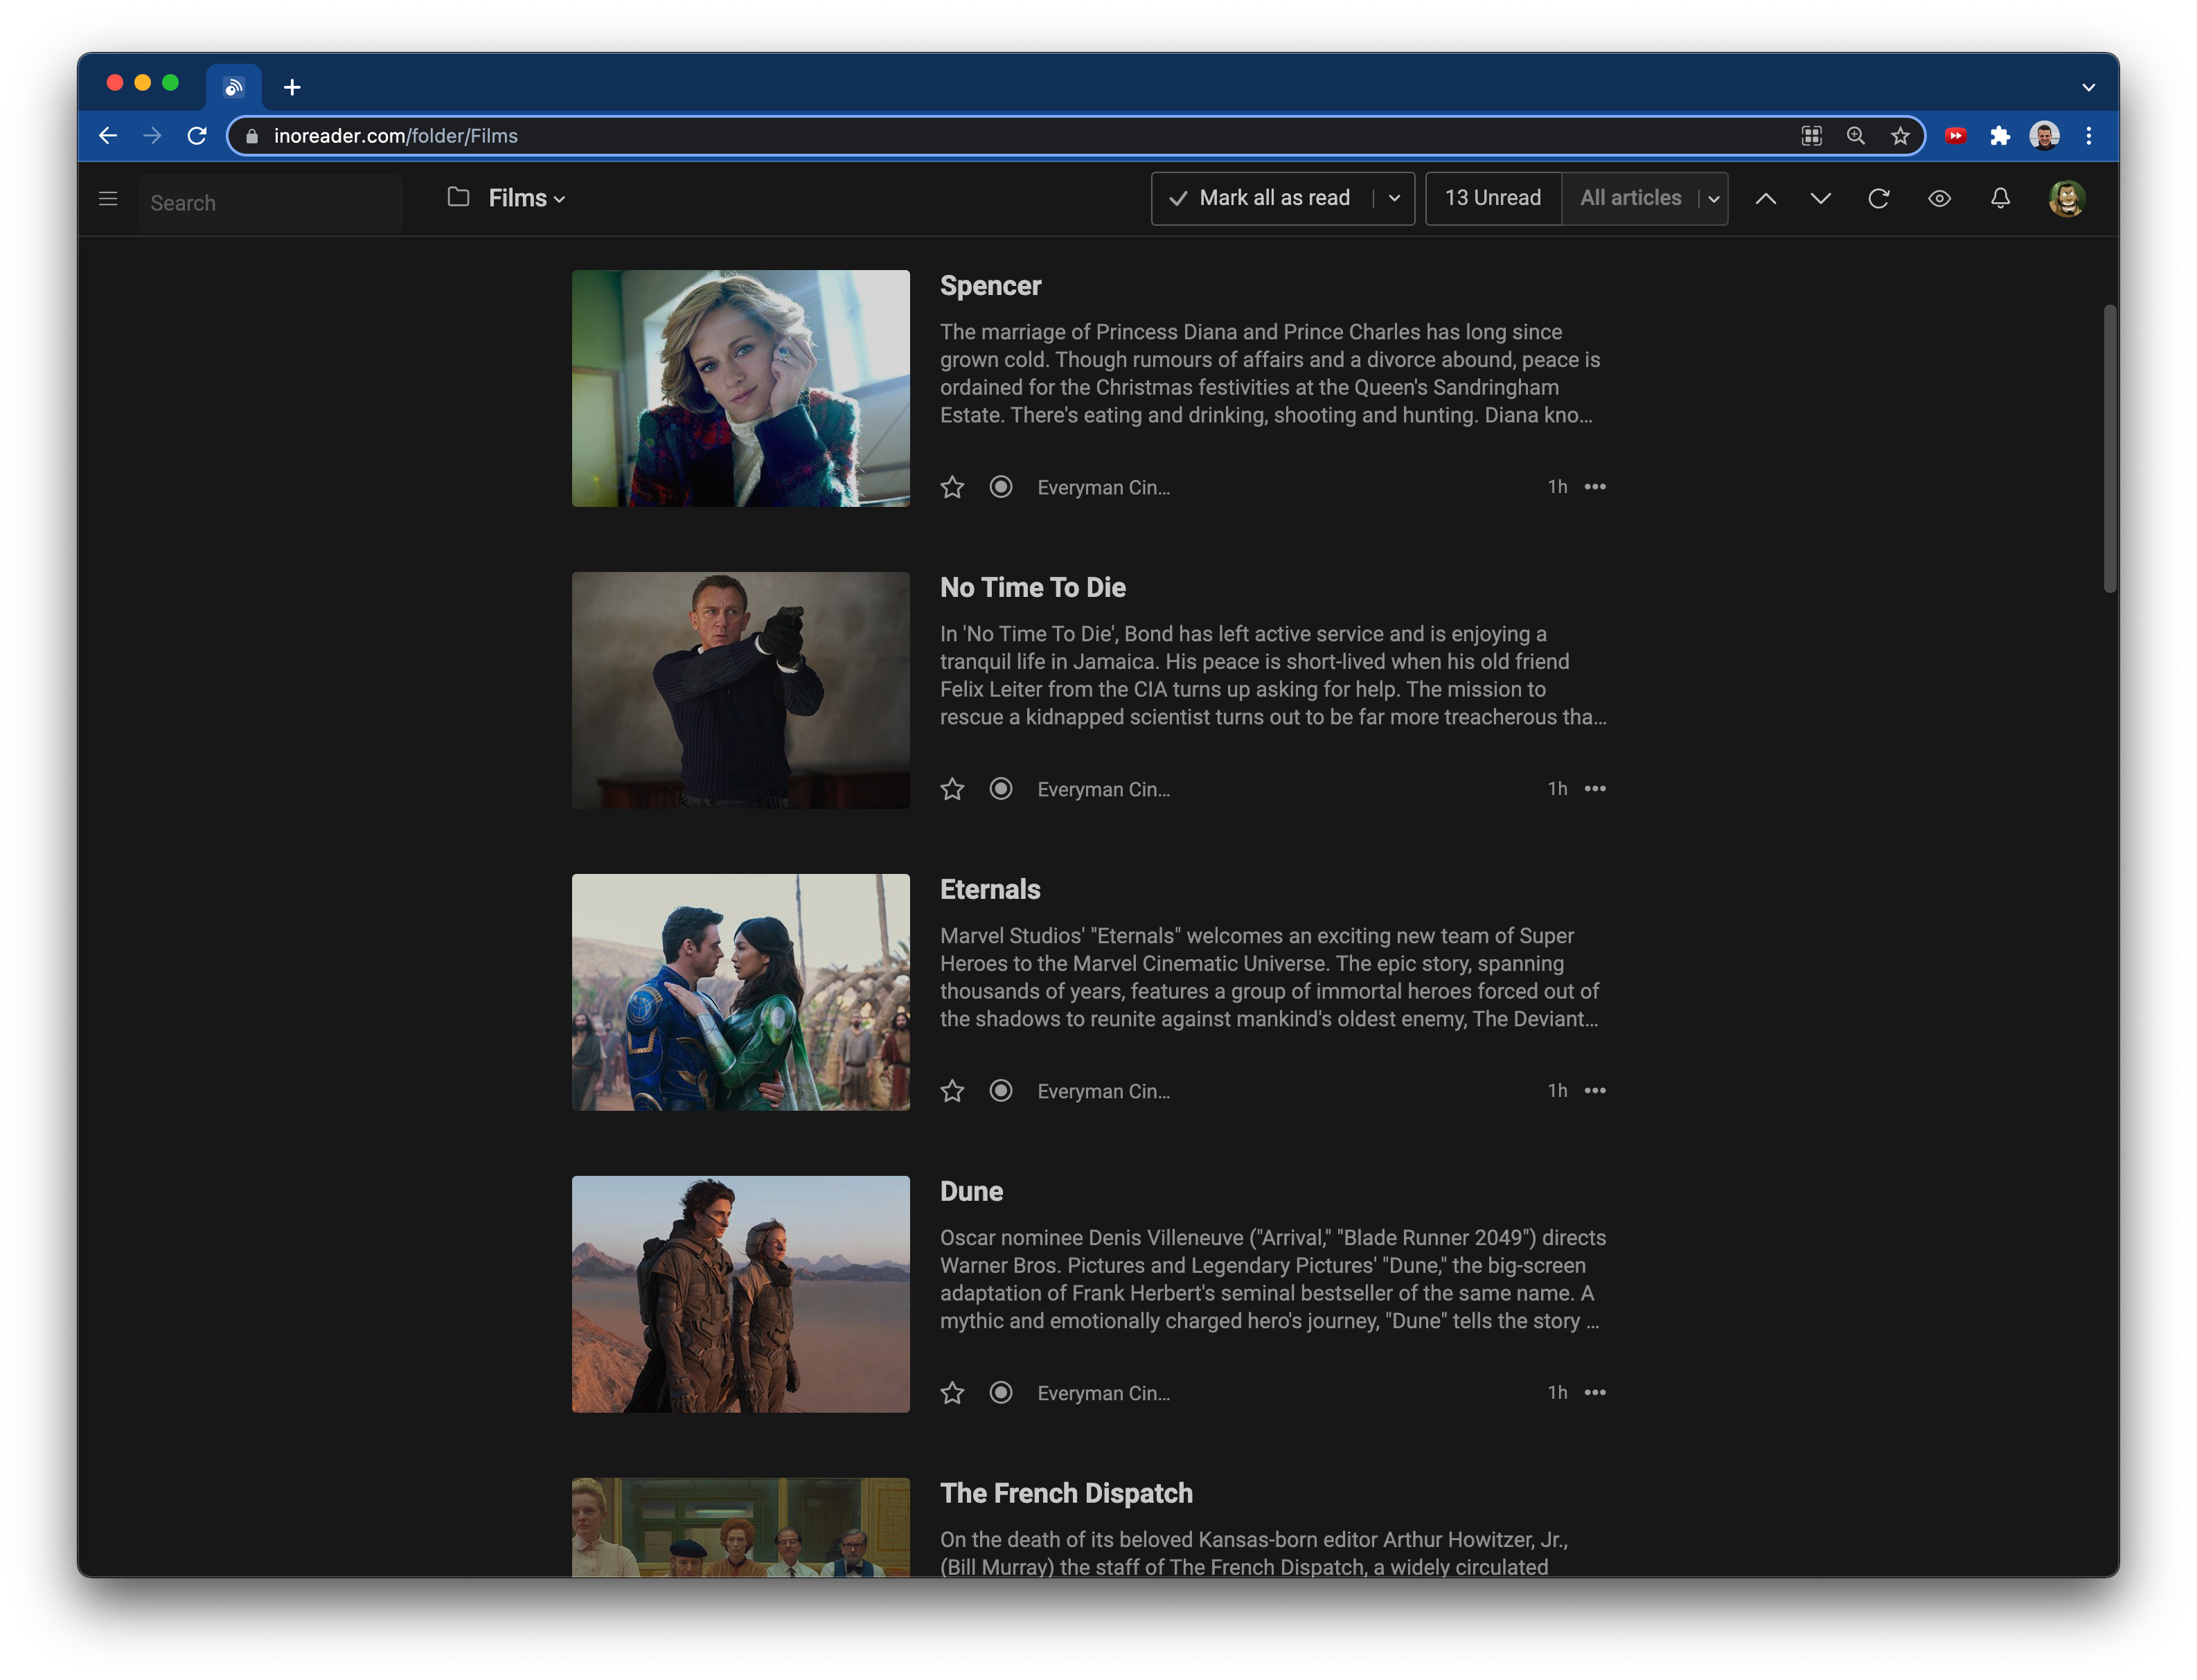 inoreader.com/folder/Films
Search
Films
Mark all as read
13 Unread
All articles
Spencer
The marriage of Princess Diana and Prince Charles has long since
grown cold. Though rumours of affairs and a divorce abound, peace is
ordained for the Christmas festivities at the Queen's Sandringham
Estate. There's eating and drinking, shooting and hunting. Diana kno...
Everyman Cin...
1h
No Time To Die
In 'No Time To Die', Bond has left active service and is enjoying a
tranquil life in Jamaica. His peace is short-lived when his old friend
Felix Leiter from the CIA turns up asking for help. The mission to
rescue a kidnapped scientist turns out to be far more treacherous tha...
Everyman Cin...
1h
Eternals
Marvel Studios' "Eternals" welcomes an exciting new team of Super
Heroes to the Marvel Cinematic Universe. The epic story, spanning
thousands of years, features a group of immortal heroes forced out of
the shadows to reunite against mankind's oldest enemy, The Deviant...
Everyman Cin...
1h
Dune
Oscar nominee Denis Villeneuve ("Arrival," "Blade Runner 2049") directs
Warner Bros. Pictures and Legendary Pictures' "Dune," the big-screen
adaptation of Frank Herbert's seminal bestseller of the same name. A
mythic and emotionally charged hero's journey, "Dune" tells the story ...
Everyman Cin...
1h
The French Dispatch
On the death of its beloved Kansas-born editor Arthur Howitzer, Jr.,
(Bill Murray) the staff of The French Dispatch, a widely circulated